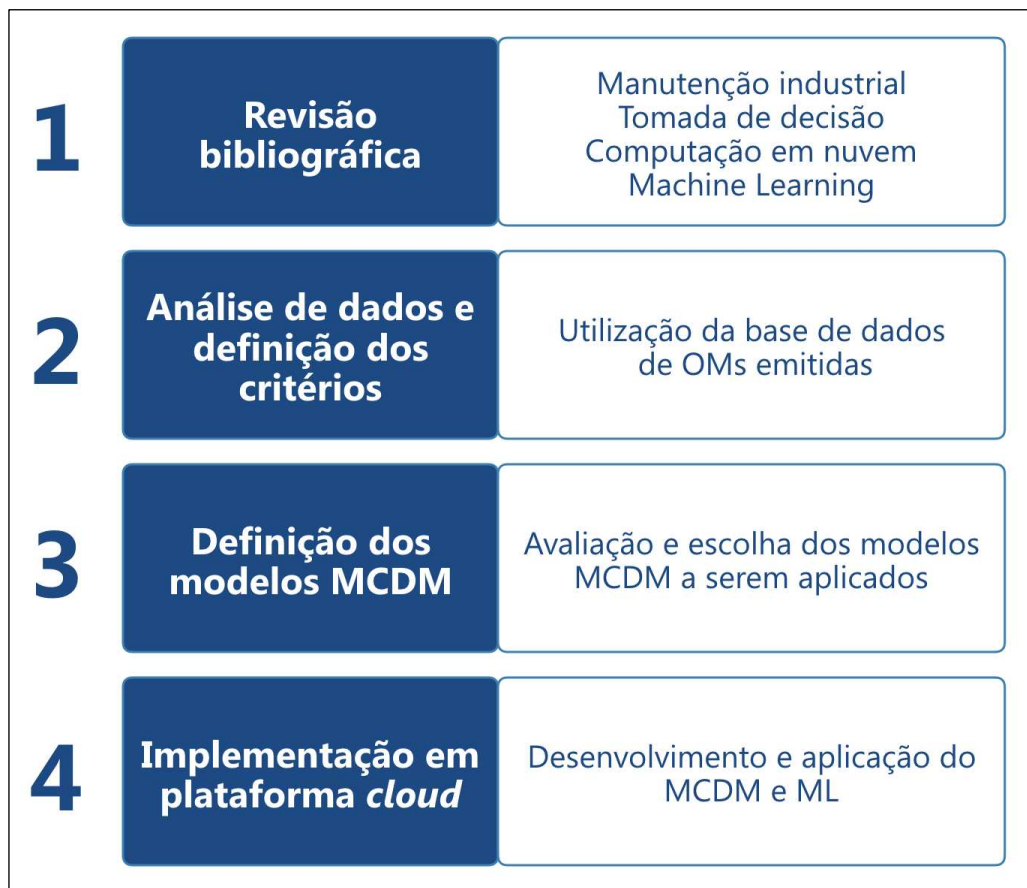 1
Revisão
bibliográfica
Manutenção industrial
Tomada de decisão
Computação em nuvem
Machine Learning
2
Análise de dados e
definição dos
critérios
Utilização da base de dados
de OMs emitidas
3
Definição dos
modelos MCDM
Avaliação e escolha dos modelos
MCDM a serem aplicados
4
Implementação em
plataforma cloud
Desenvolvimento e aplicação do
MCDM e ML